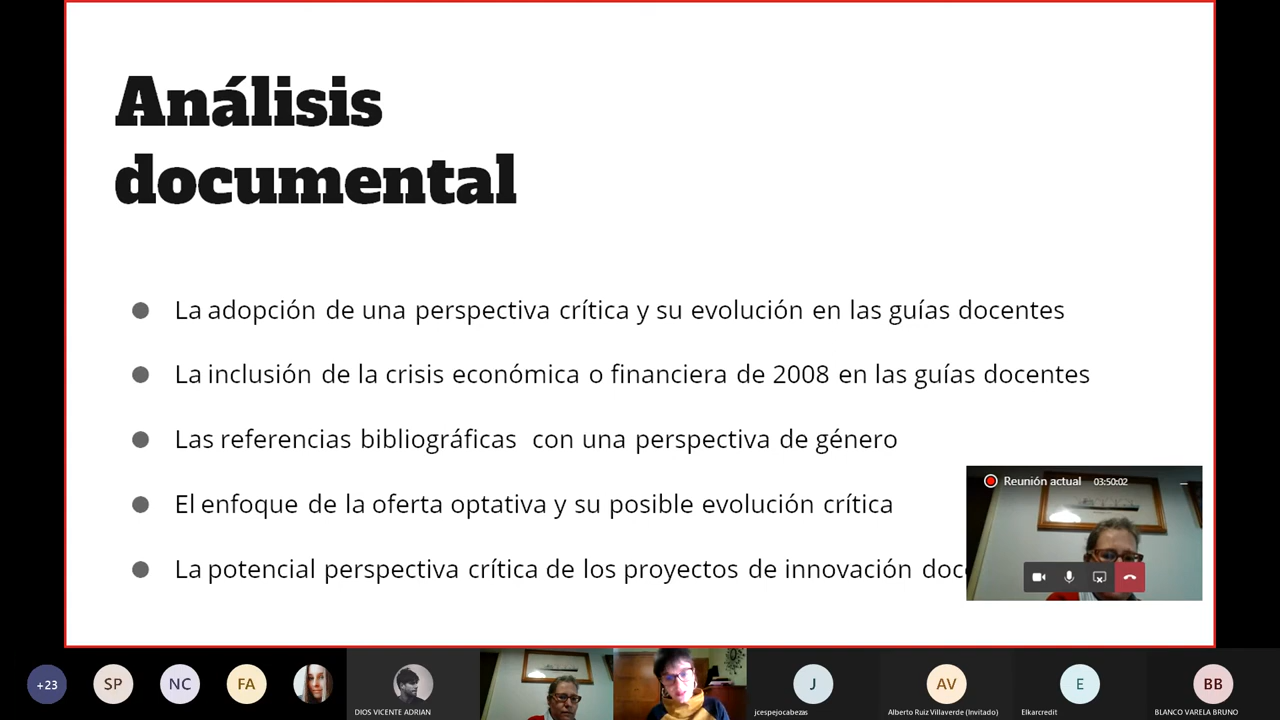 Análisis
documental
La adopción de una perspectiva crítica y su evolución en las guías docentes
La inclusión de la crisis económica o financiera de 2008 en las guías docentes
Las referencias bibliográficas con una perspectiva de género
El enfoque de la oferta optativa y su posible evolución crítica
La potencial perspectiva crítica de los proyectos de innovación
Reunión actual 03:50:02
+23 SP NC FA J AV E BB
DIOS VICENTE ADRIAN jcespejocabezas Alberto Ruiz Villaverde (Invitado) Elkarcredit BLANCO VARELA BRUNO